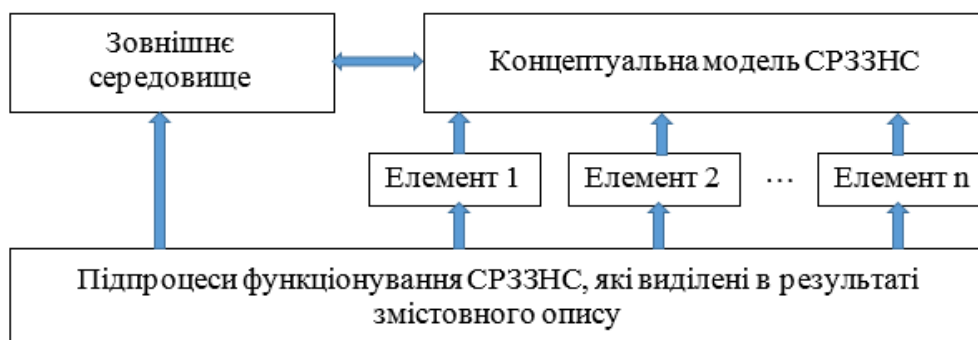 Зовнішнє
середовище
Концептуальна модель СРЗЗНС
Елемент 1
Елемент 2
...
Елемент n
Підпроцеси функціонування СРЗЗНС, які виділені в результаті
змістовного опису